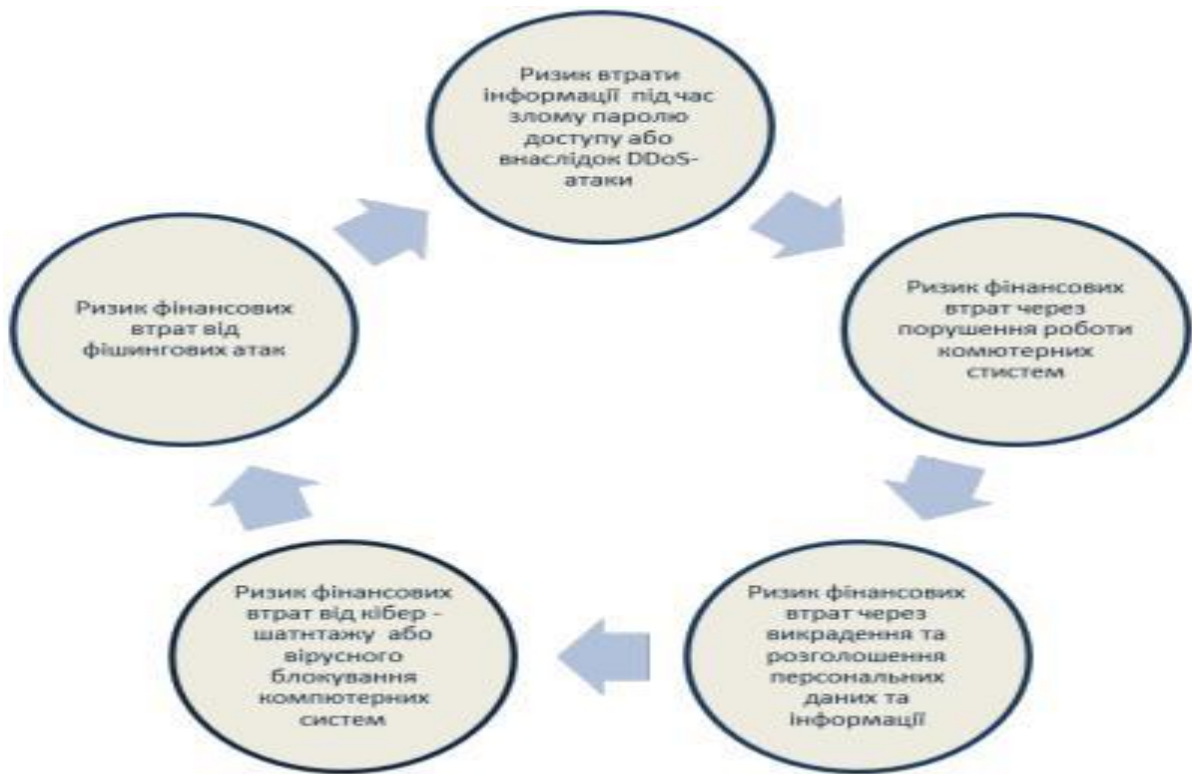 Ризик втрати
інформації під час
злому паролю
доступу або
внаслідок DDoS-
атаки
Ризик фінансових
втрат через
порушення роботи
комютерних
стистем
Ризик фінансових
втрат через
викрадення та
розголошення
персональних
даних та
інформації
Ризик фінансових
втрат від кібер -
шатнтажу або
вірусного
блокування
компютерних
систем
Ризик фінансових
втрат від
фішингових атак